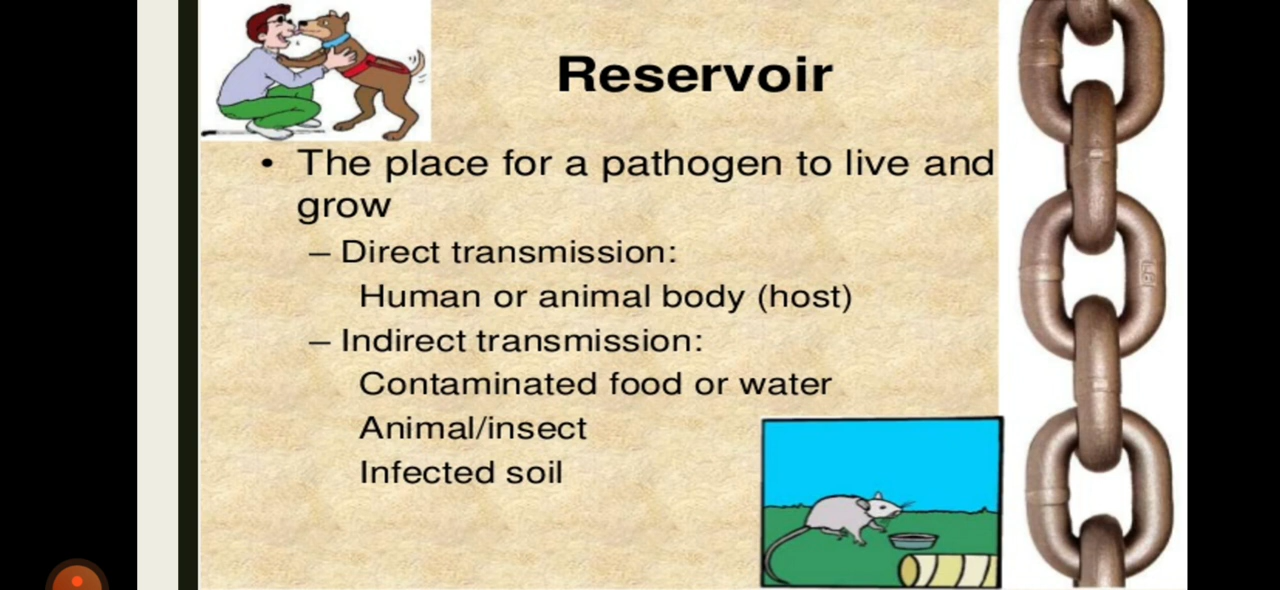 Reservoir
• The place for a pathogen to live and
grow
– Direct transmission:
Human or animal body (host)
– Indirect transmission:
Contaminated food or water
Animal/insect
Infected soil